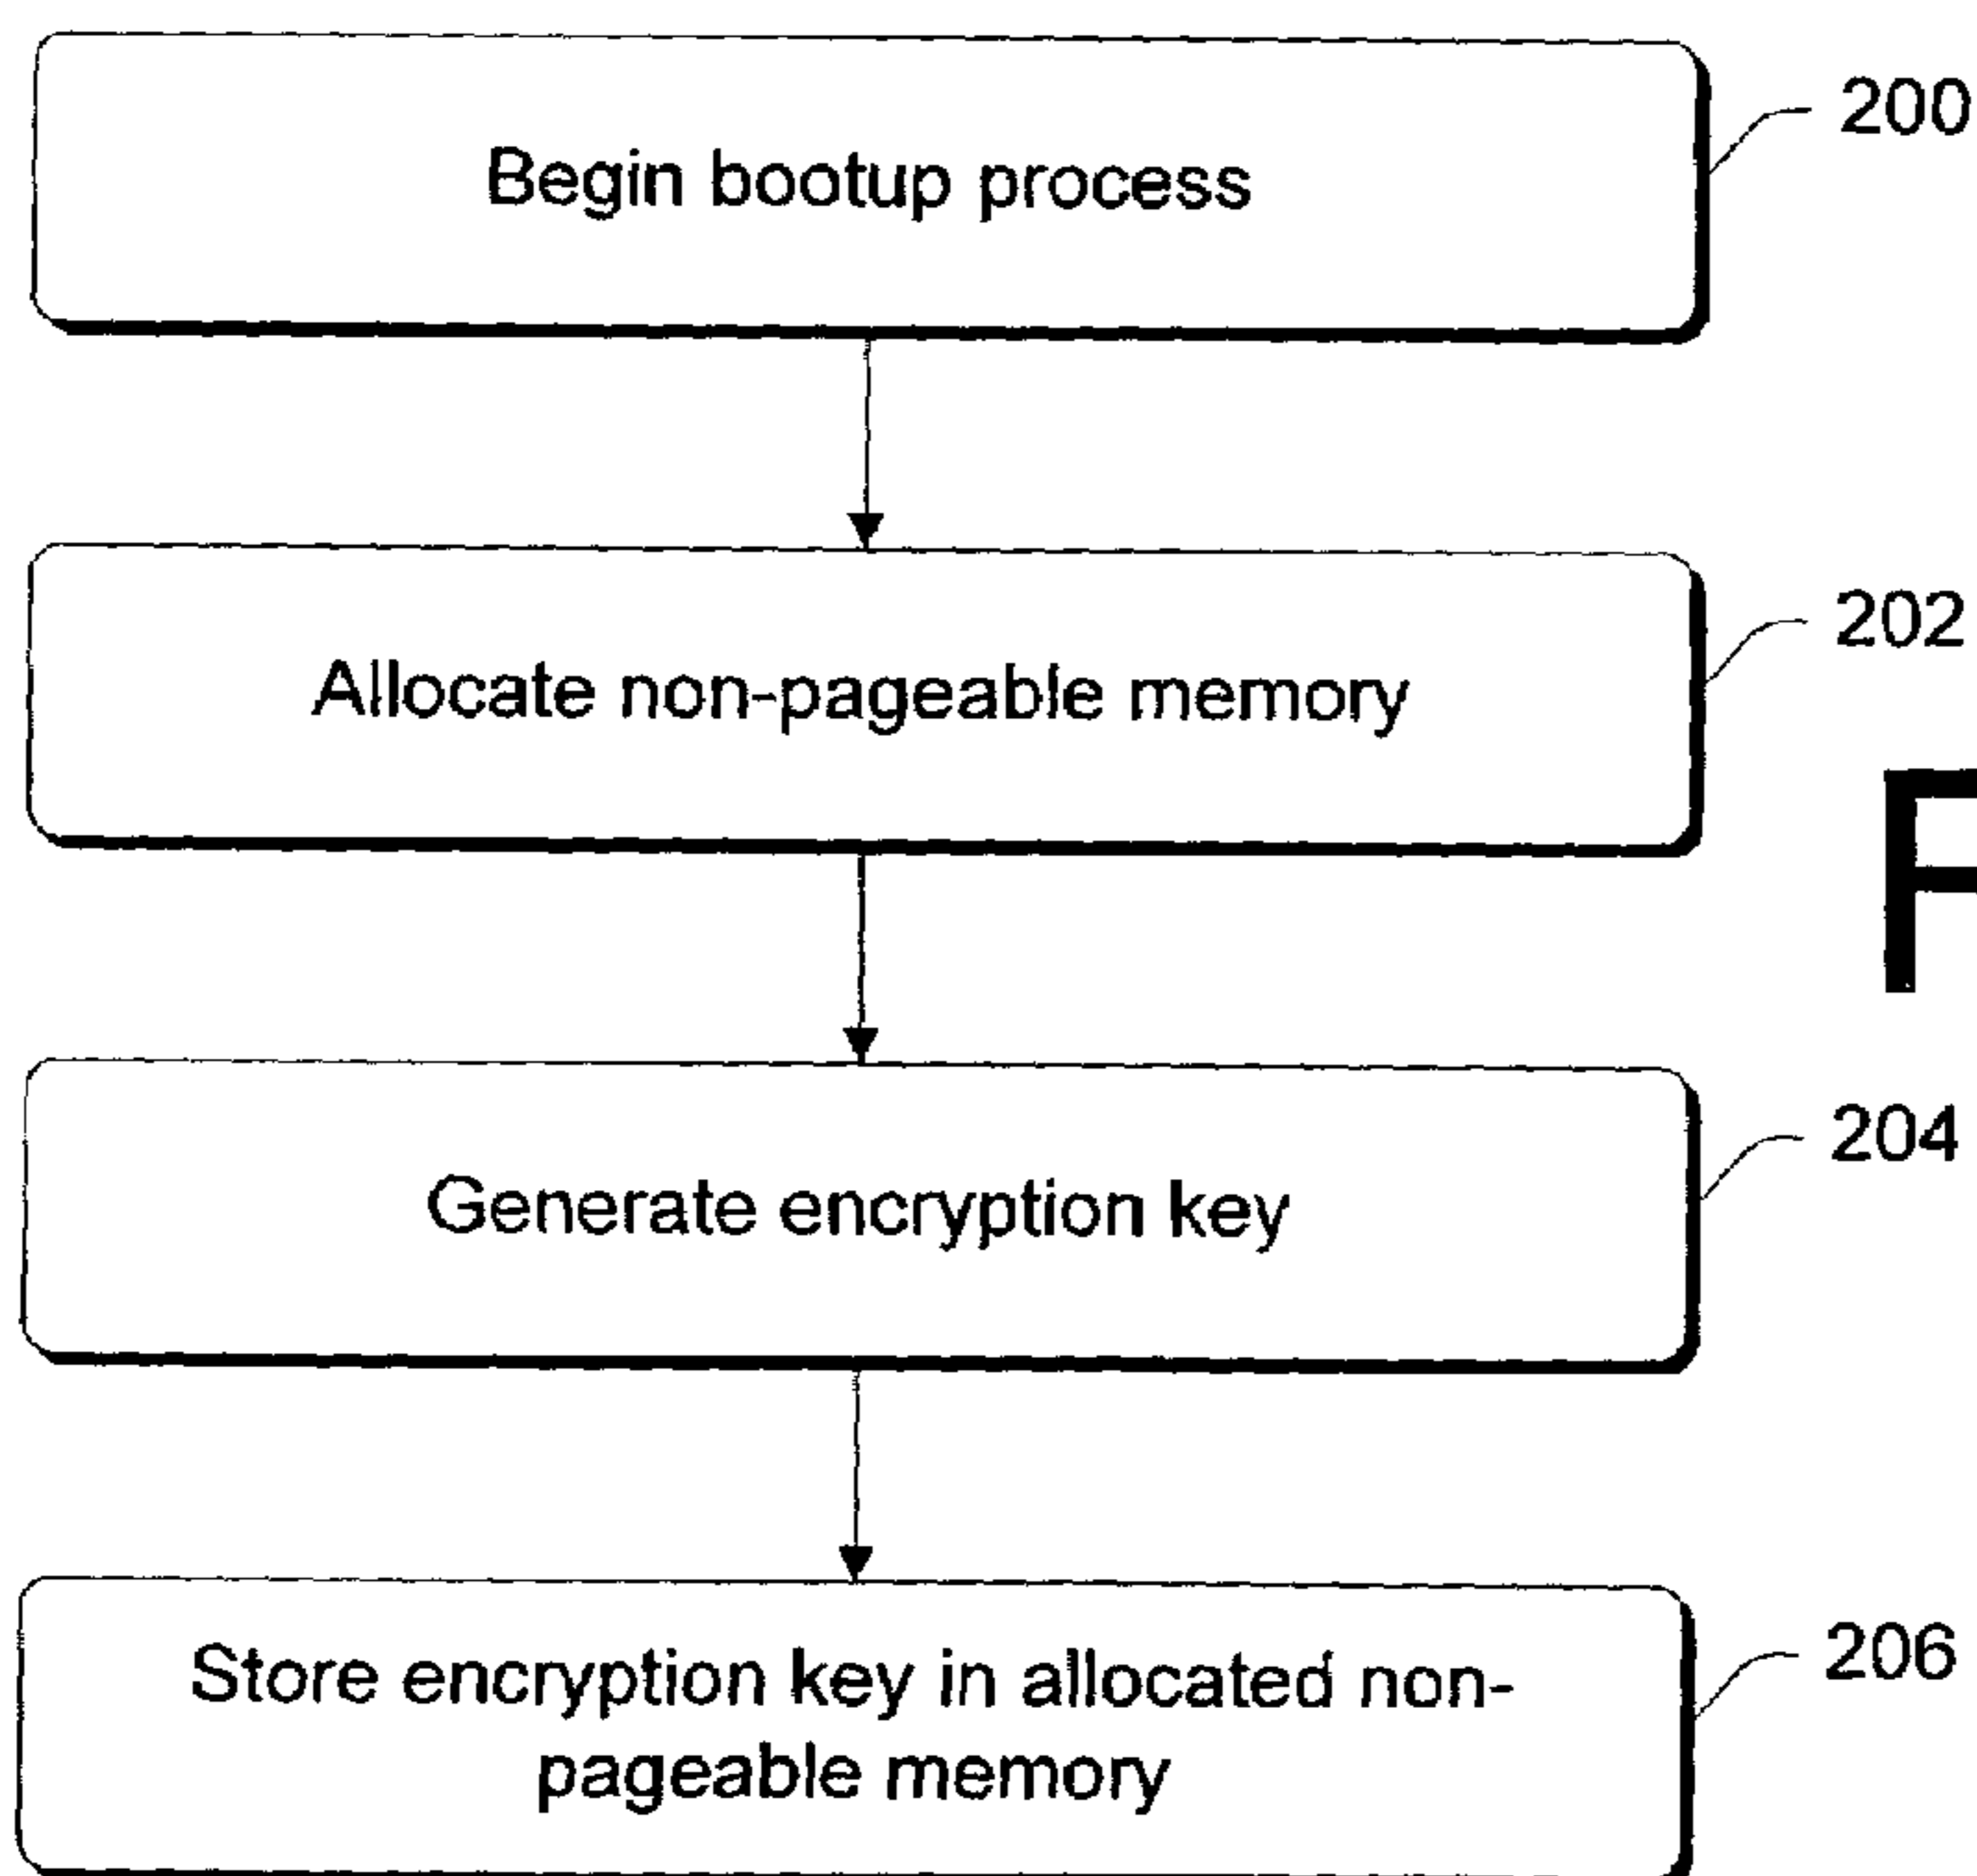 Begin bootup process
200
Allocate non-pageable memory
202
F
Generate encryption key
204
Store encryption key in allocated non-
pageable memory
206